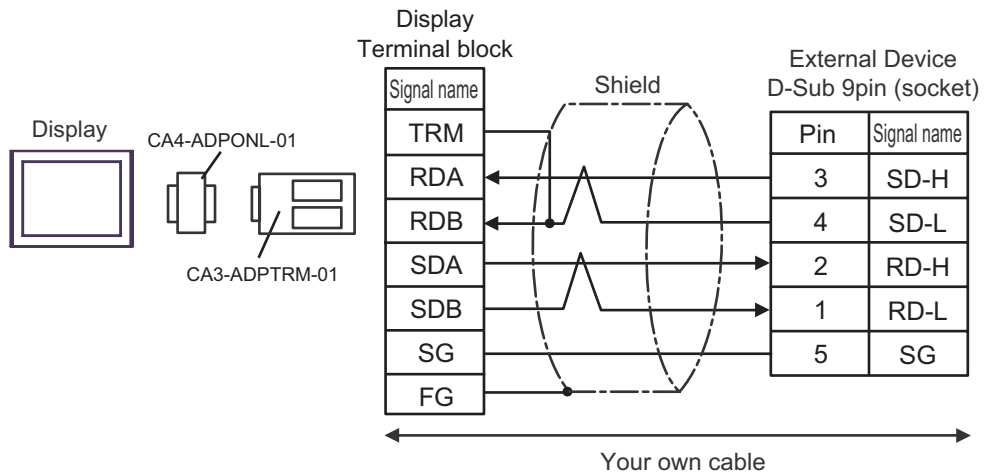 Display
CA4-ADPONL-01
CA3-ADPTRM-01
Display
Terminal block
Signal name
TRM
RDA
RDB
SDA
SDB
SG
FG
Shield
External Device
D-Sub 9pin (socket)
Pin Signal name
3 SD-H
4 SD-L
2 RD-H
1 RD-L
5 SG
Your own cable